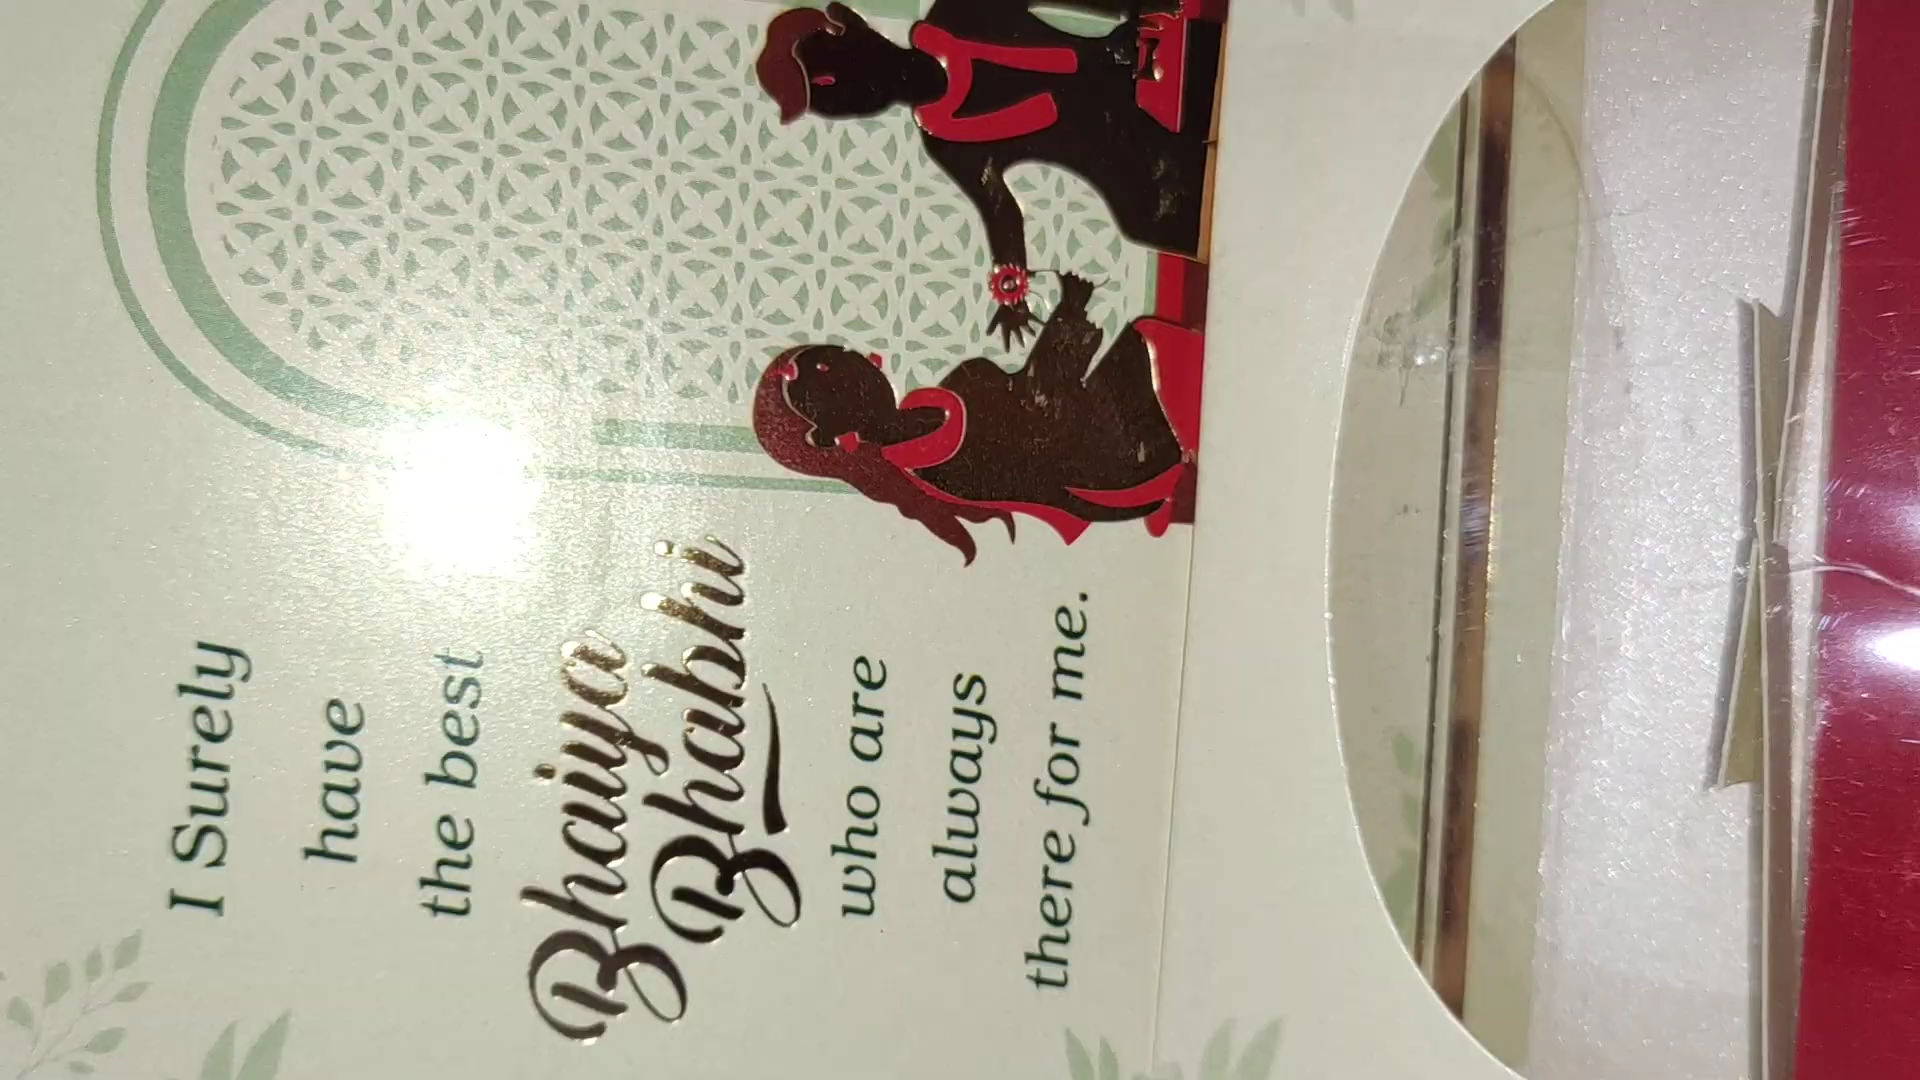 I Surely
have
the best
Bhaiya
Bhabhi
who are
always
there for me.